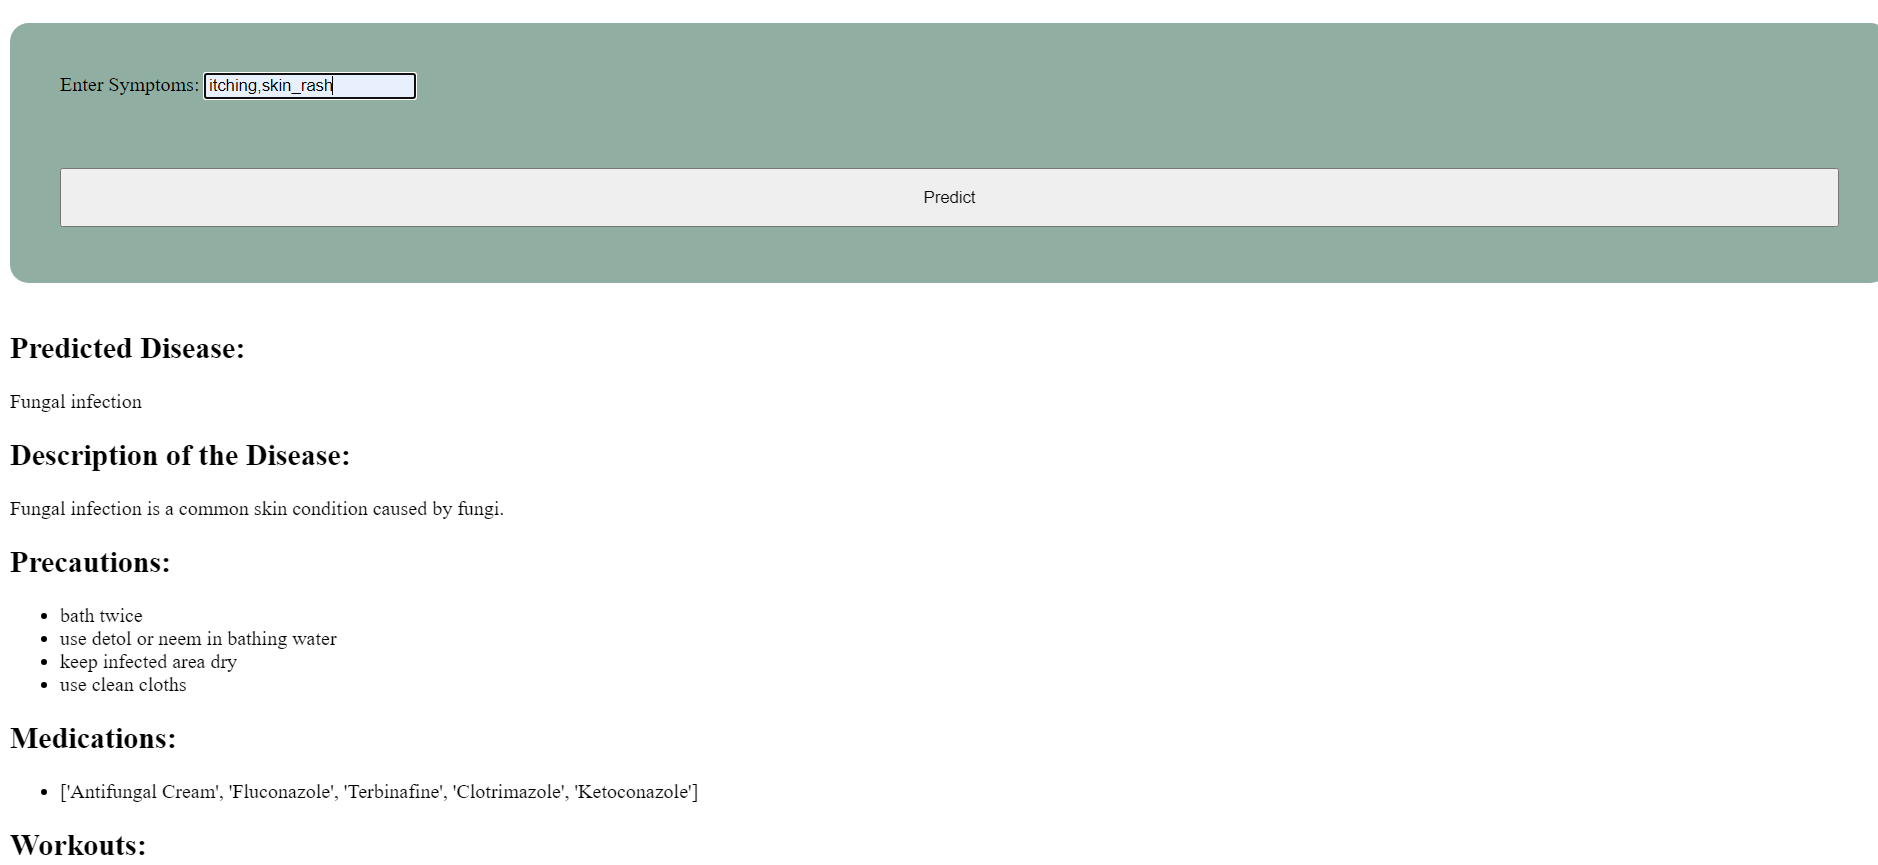 Enter Symptoms: itching,skin_rash
Predict
Predicted Disease:
Fungal infection
Description of the Disease:
Fungal infection is a common skin condition caused by fungi.
Precautions:
bath twice
use detol or neem in bathing water
keep infected area dry
use clean cloths
Medications:
['Antifungal Cream', 'Fluconazole', 'Terbinafine', 'Clotrimazole', 'Ketoconazole']
Workouts: